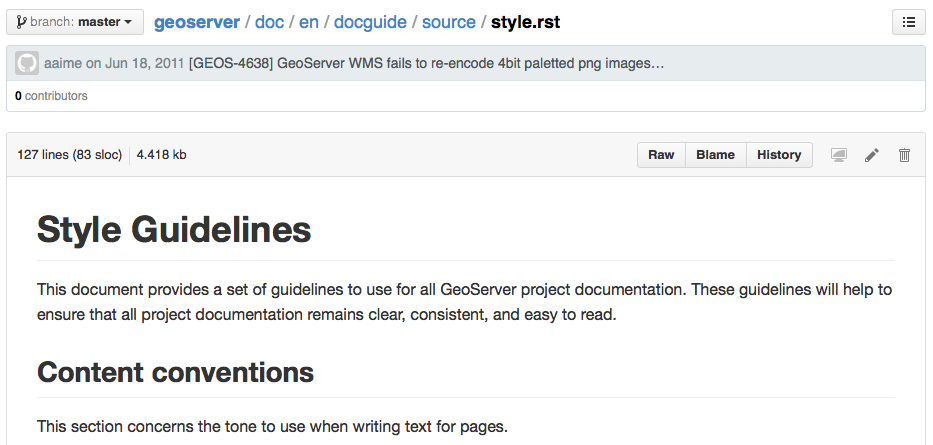 branch: master geoserver / doc / en / docguide / source / style.rst
aaime on Jun 18, 2011 [GEOS-4638] GeoServer WMS fails to re-encode 4bit paletted png images…
0 contributors
127 lines (83 sloc) 4.418 kb Raw Blame History
Style Guidelines
This document provides a set of guidelines to use for all GeoServer project documentation. These guidelines will help to
ensure that all project documentation remains clear, consistent, and easy to read.
Content conventions
This section concerns the tone to use when writing text for pages.